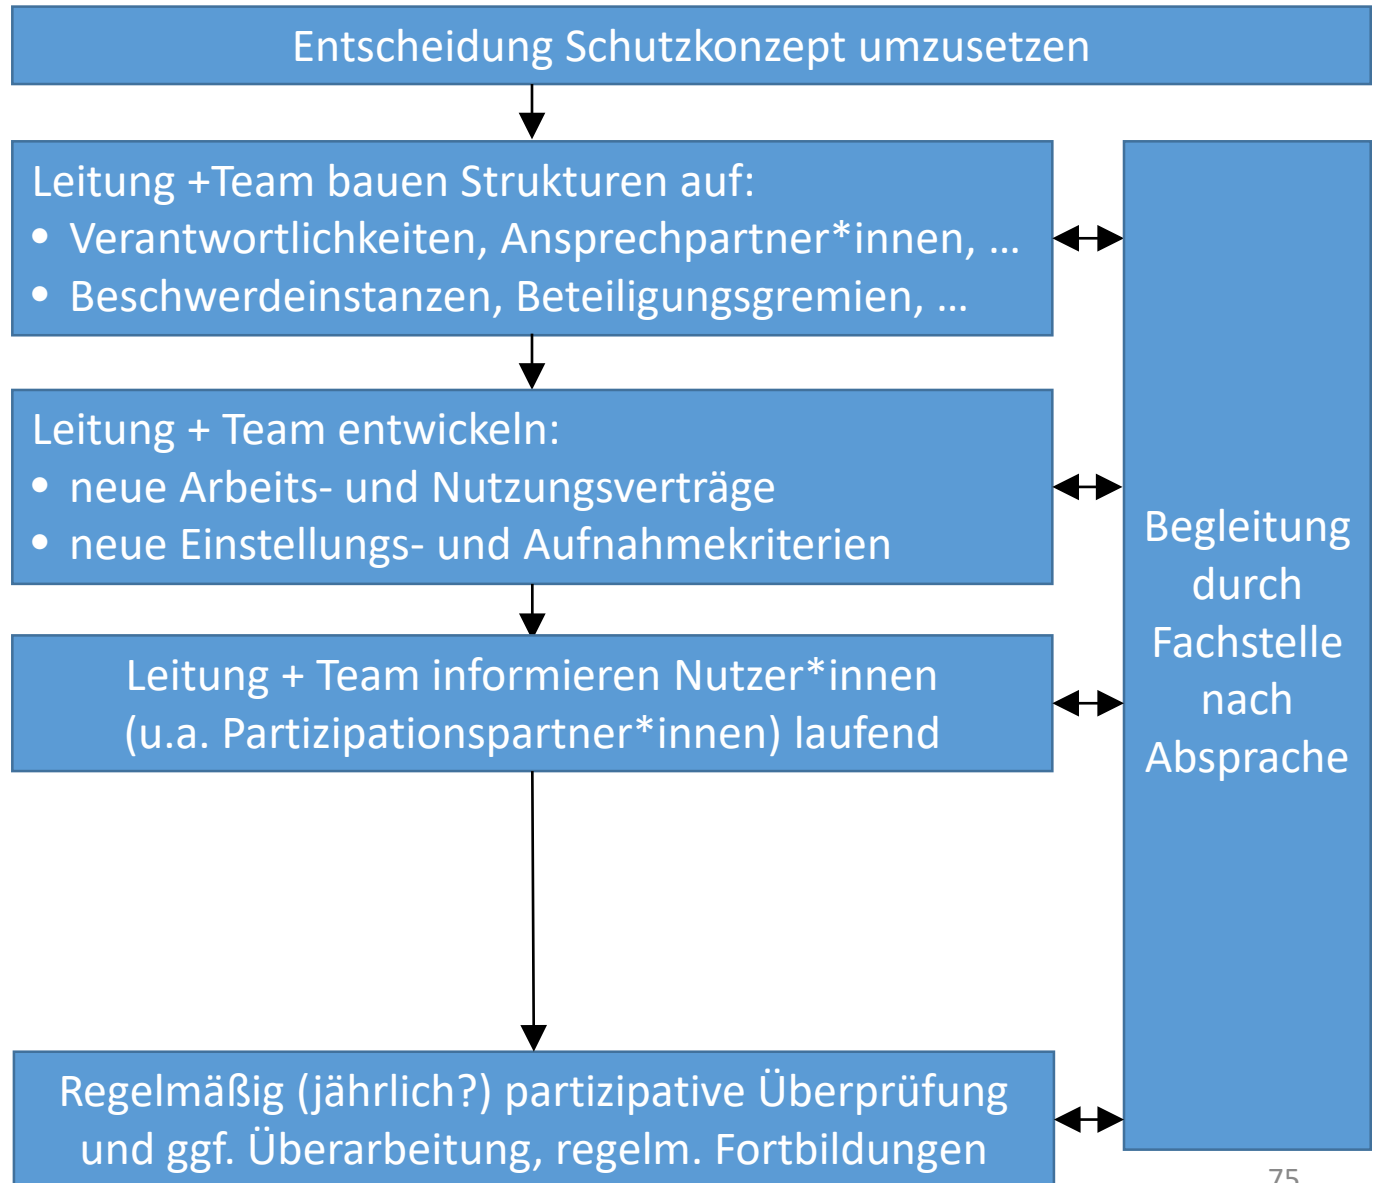 Entscheidung Schutzkonzept umzusetzen
Leitung +Team bauen Strukturen auf:
• Verantwortlichkeiten, Ansprechpartner*innen, …
• Beschwerdeinstanzen, Beteiligungsgremien, …
Leitung + Team entwickeln:
• neue Arbeits- und Nutzungsverträge
• neue Einstellungs- und Aufnahmekriterien
Leitung + Team informieren Nutzer*innen
(u.a. Partizipationspartner*innen) laufend
Regelmäßig (jährlich?) partizipative Überprüfung
und ggf. Überarbeitung, regelm. Fortbildungen
Begleitung
durch
Fachstelle
nach
Absprache
75